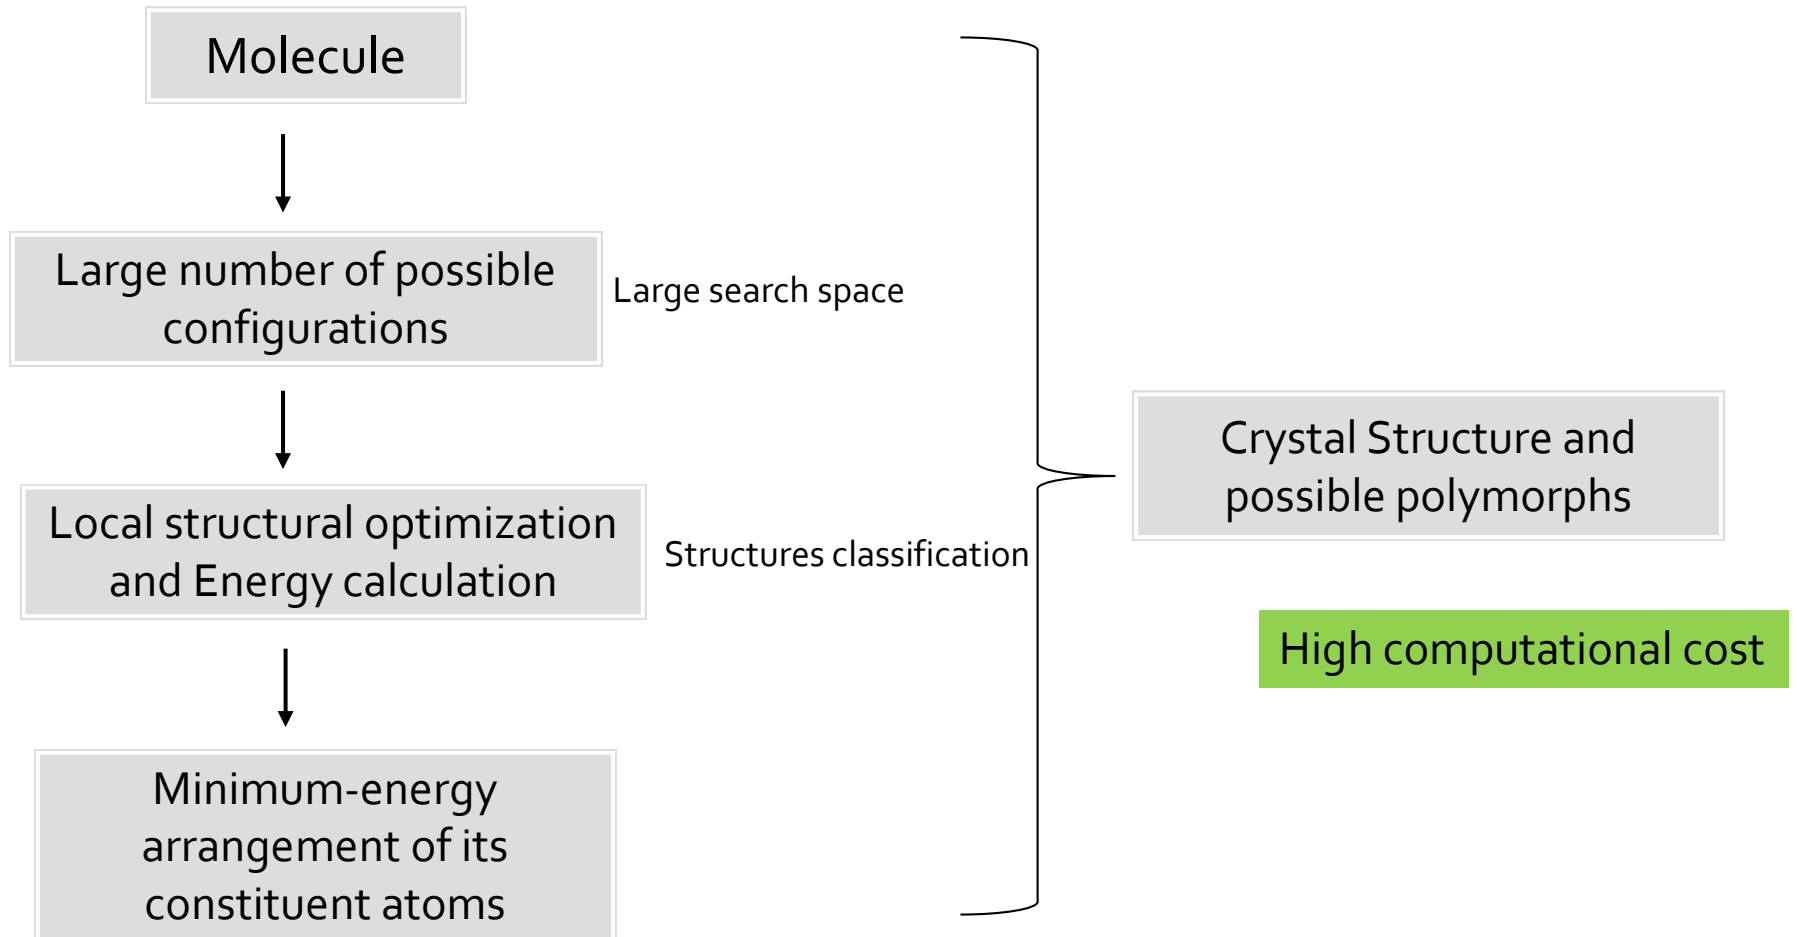 Molecule
Large number of possible
configurations
Large search space
Local structural optimization
and Energy calculation
Structures classification
Minimum-energy
arrangement of its
constituent atoms
Crystal Structure and
possible polymorphs
High computational cost